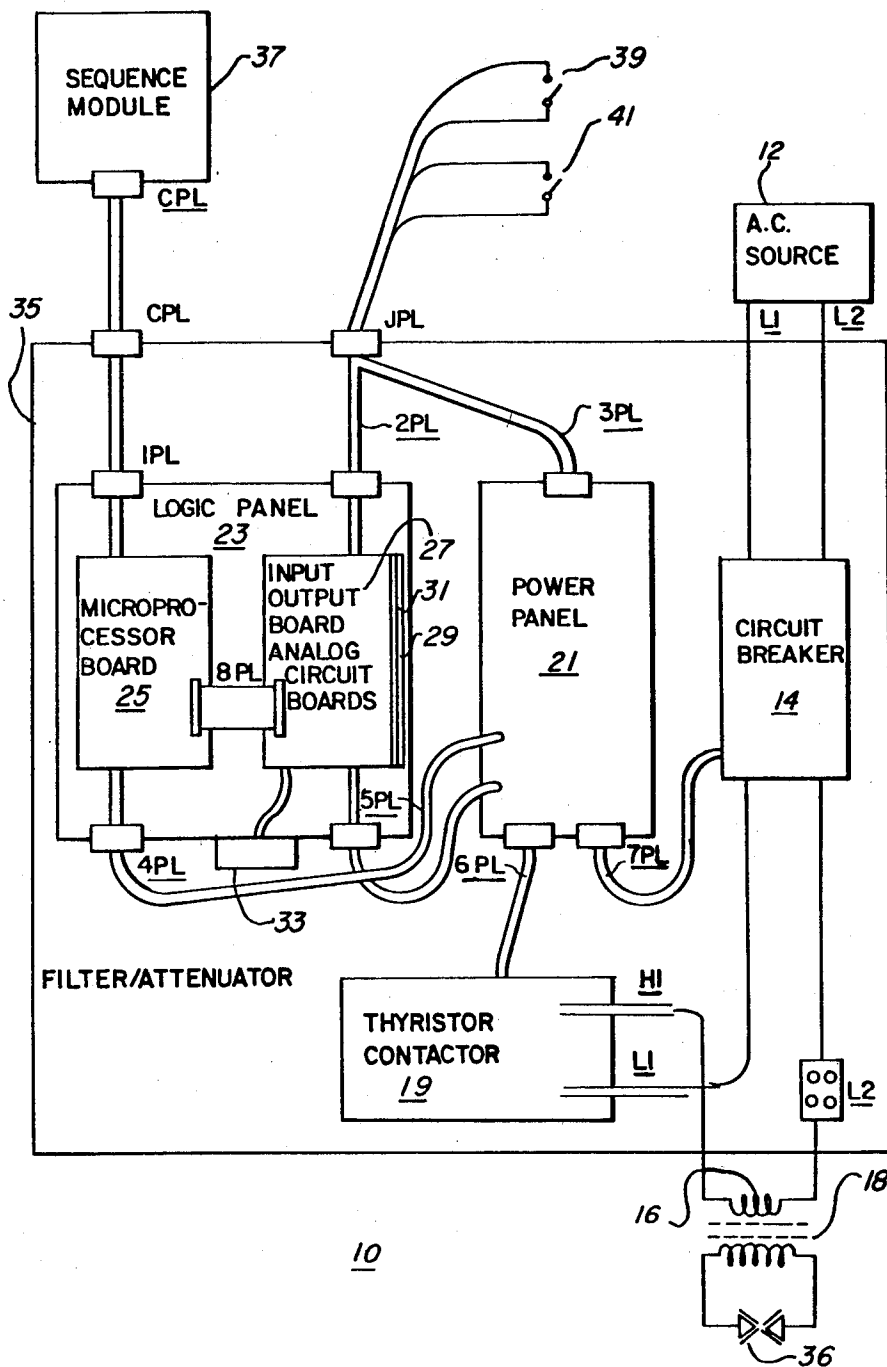 SEQUENCE
MODULE
37
CPL
39
41
12
A.C.
SOURCE
L1
L2
35
CPL
JPL
2PL
3PL
IPL
LOGIC PANEL
23
27
INPUT
OUTPUT
BOARD
ANALOG
CIRCUIT
BOARDS
31
29
MICROPRO-
CESSOR
BOARD
25
8PL
POWER
PANEL
21
CIRCUIT
BREAKER
14
5PL
4PL
33
6PL
7PL
FILTER/ATTENUATOR
THYRISTOR
CONTACTOR
19
H1
L1
L2
16
18
10
36